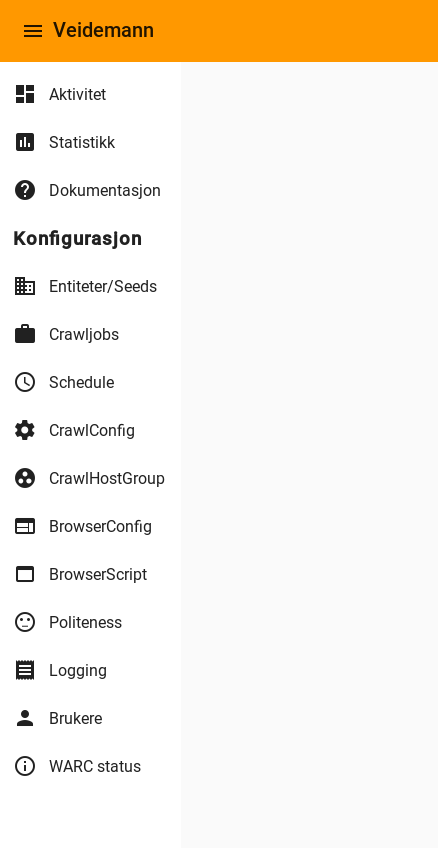 Veidemann
Aktivitet
Statistikk
Dokumentasjon
Konfigurasjon
Entiteter/Seeds
Crawljobs
Schedule
CrawlConfig
CrawlHostGroup
BrowserConfig
BrowserScript
Politeness
Logging
Brukere
WARC status